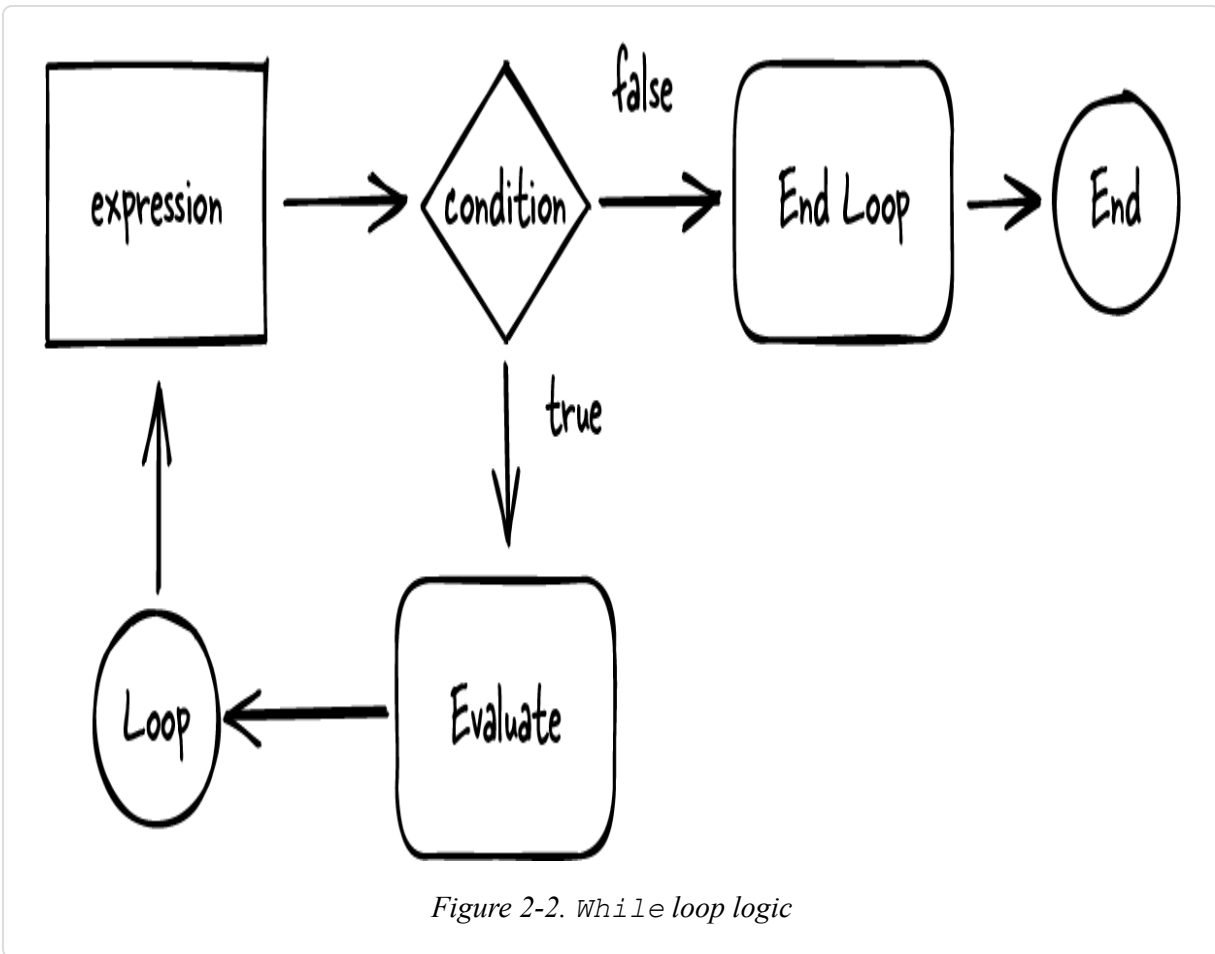 false
expression
condition
End Loop
End
true
Loop
Evaluate
Figure 2-2. While loop logic